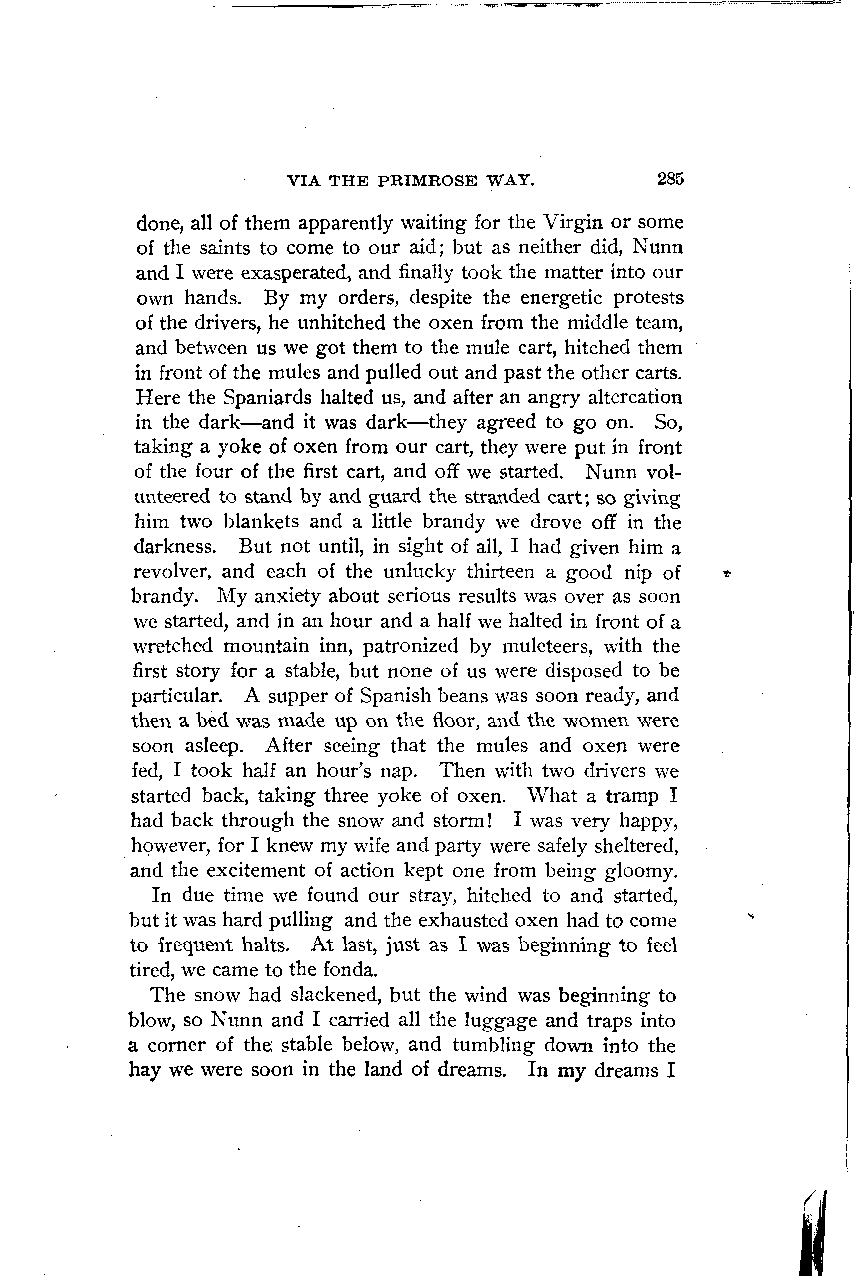 VIA THE PRIMROSE WAY. 285
done, all of them apparently waiting for the Virgin or some
of the saints to come to our aid; but as neither did, Nunn
and I were exasperated, and finally took the matter into our
own hands. By my orders, despite the energetic protests
of the drivers, he unhitched the oxen from the middle team,
and between us we got them to the mule cart, hitched them
in front of the mules and pulled out and past the other carts.
Here the Spaniards halted us, and after an angry altercation
in the dark—and it was dark—they agreed to go on. So,
taking a yoke of oxen from our cart, they were put in front
of the four of the first cart, and off we started. Nunn vol-
unteered to stand by and guard the stranded cart; so giving
him two blankets and a little brandy we drove off in the
darkness. But not until, in sight of all, I had given him a
revolver, and each of the unlucky thirteen a good nip of
brandy. My anxiety about serious results was over as soon
we started, and in an hour and a half we halted in front of a
wretched mountain inn, patronized by muleteers, with the
first story for a stable, but none of us were disposed to be
particular. A supper of Spanish beans was soon ready, and
then a bed was made up on the floor, and the women were
soon asleep. After seeing that the mules and oxen were
fed, I took half an hour's nap. Then with two drivers we
started back, taking three yoke of oxen. What a tramp I
had back through the snow and storm! I was very happy,
however, for I knew my wife and party were safely sheltered,
and the excitement of action kept one from being gloomy.
In due time we found our stray, hitched to and started,
but it was hard pulling and the exhausted oxen had to come
to frequent halts. At last, just as I was beginning to feel
tired, we came to the fonda.
The snow had slackened, but the wind was beginning to
blow, so Nunn and I carried all the luggage and traps into
a corner of the stable below, and tumbling down into the
hay we were soon in the land of dreams. In my dreams I